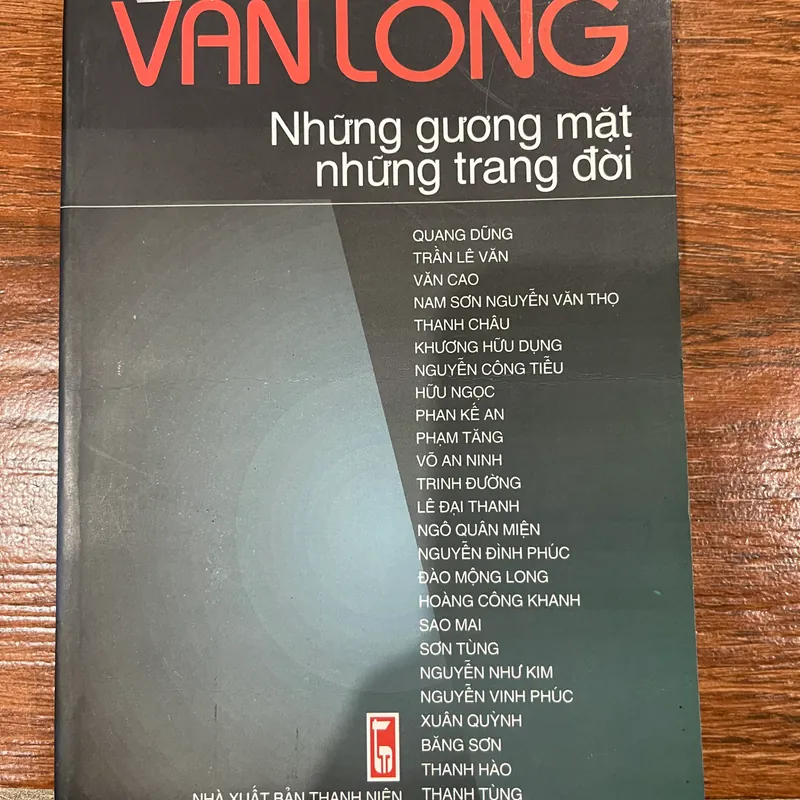 VÂN LONG
Những gương mặt
những trang đời
QUANG DŨNG
TRẦN LÊ VĂN
VĂN CAO
NAM SƠN NGUYỄN VĂN THỌ
THANH CHÂU
KHƯƠNG HỮU DỤNG
NGUYỄN CÔNG TIỄU
HỮU NGỌC
PHAN KẾ AN
PHẠM TĂNG
VÕ AN NINH
TRINH ĐƯỜNG
LÊ ĐẠI THANH
NGÔ QUÂN MIỆN
NGUYỄN ĐÌNH PHÚC
ĐÀO MỘNG LONG
HOÀNG CÔNG KHANH
SAO MAI
SƠN TÙNG
NGUYỄN NHƯ KIM
NGUYỄN VINH PHÚC
XUÂN QUỲNH
BĂNG SƠN
THANH HÀO
THANH TÙNG
NHÀ XUẤT BẢN THANH NIÊN